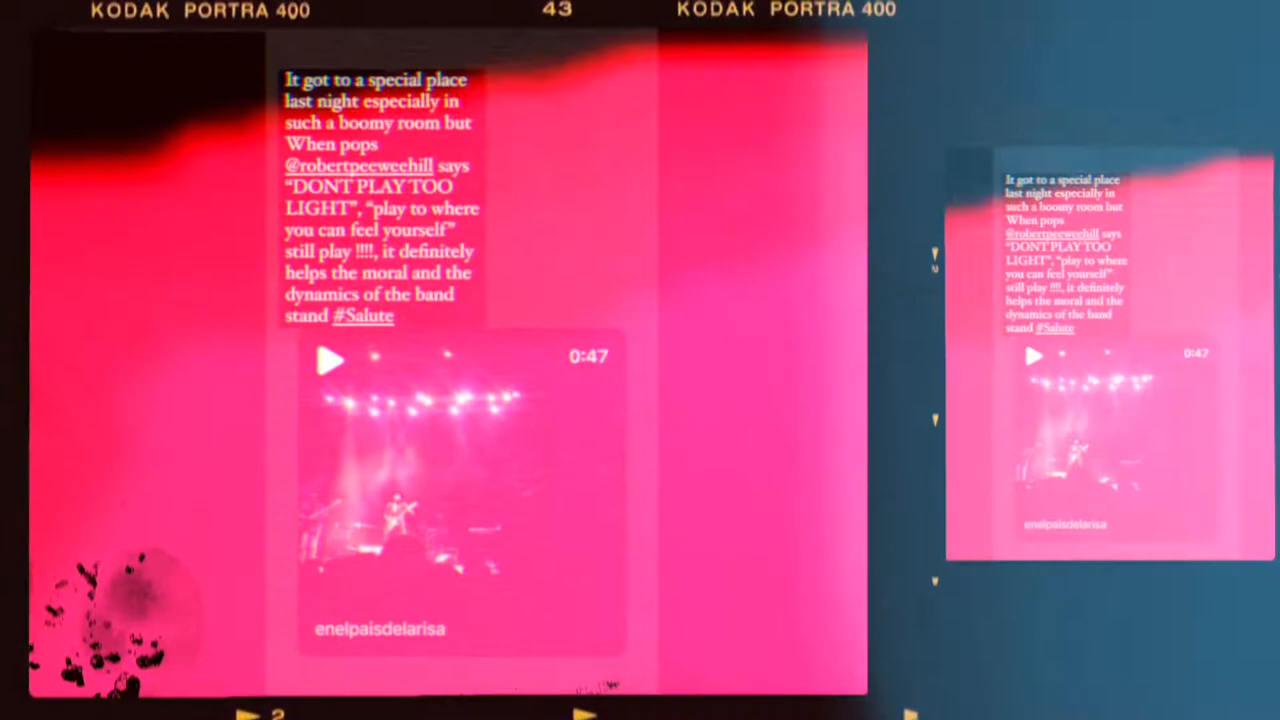 KODAK PORTRA 400
43
KODAK PORTRA 400
It got to a special place
last night especially in
such a boomy room but
When pops
@robertpeeweehill says
“DONT PLAY TOO
LIGHT”, “play to where
you can feel yourself”
still play !!!!, it definitely
helps the moral and the
dynamics of the band
stand #Salute
0:47
enelpaisdelarisa
2
It got to a special place
last night especially in
such a boomy room but
When pops
@robertpeeweehill says
“DONT PLAY TOO
LIGHT”, “play to where
you can feel yourself”
still play !!!!, it definitely
helps the moral and the
dynamics of the band
stand #Salute
0:47
enelpaisdelarisa
2